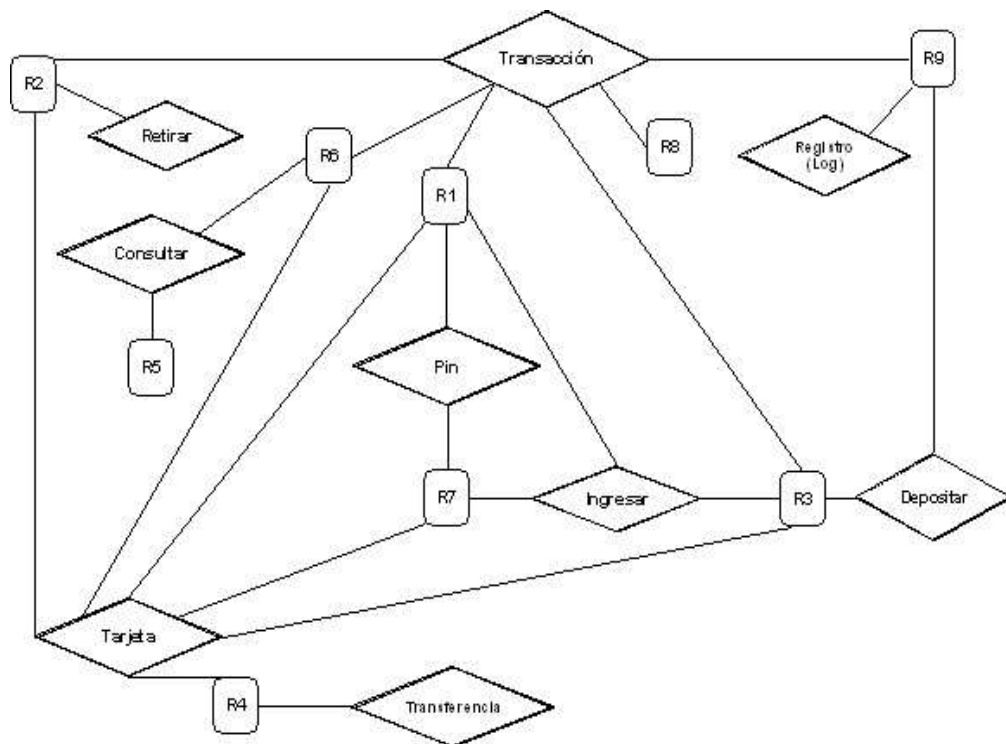 Transacción
R9
R2
Retirar
R6
R8
Registro
(Log)
R1
Consultar
R5
Pin
R7
Ingresar
R3
Depositar
Tarjeta
R4
Transferencia